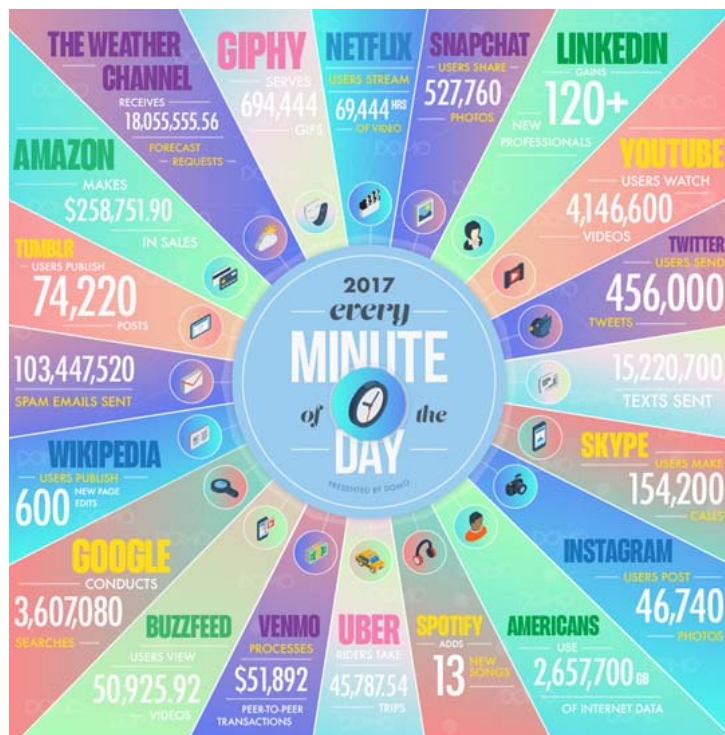 THE WEATHER
CHANNEL
RECEIVES
18,055,555.56
FORECAST
REQUESTS
GIPHY
SERVES
694,444
GIFS
NETFLIX
USERS STREAM
69,444 HRS
OF VIDEO
SNAPCHAT
USERS SHARE
527,760
PHOTOS
LINKEDIN
GAINS
120+
NEW
PROFESSIONALS
YOUTUBE
USERS WATCH
4,146,600
VIDEOS
TWITTER
USERS SEND
456,000
TWEETS
15,220,700
TEXTS SENT
SKYPE
USERS MAKE
154,200
CALLS
INSTAGRAM
USERS POST
46,740
PHOTOS
AMERICANS
USE
2,657,700 GB
OF INTERNET DATA
SPOTIFY
ADDS
13 NEW
SONGS
UBER
RIDERS TAKE
45,787.54
TRIPS
VENMO
PROCESSES
$51,892
PEER-TO-PEER
TRANSACTIONS
BUZZFEED
USERS VIEW
50,925.92
VIDEOS
GOOGLE
CONDUCTS
3,607,080
SEARCHES
WIKIPEDIA
USERS PUBLISH
600 NEW PAGE
EDITS
103,447,520
SPAM EMAILS SENT
TUMBLR
USERS PUBLISH
74,220
POSTS
AMAZON
MAKES
$258,751.90
IN SALES
2017
every
MINUTE
of the
DAY
PRESENTED BY DOMO